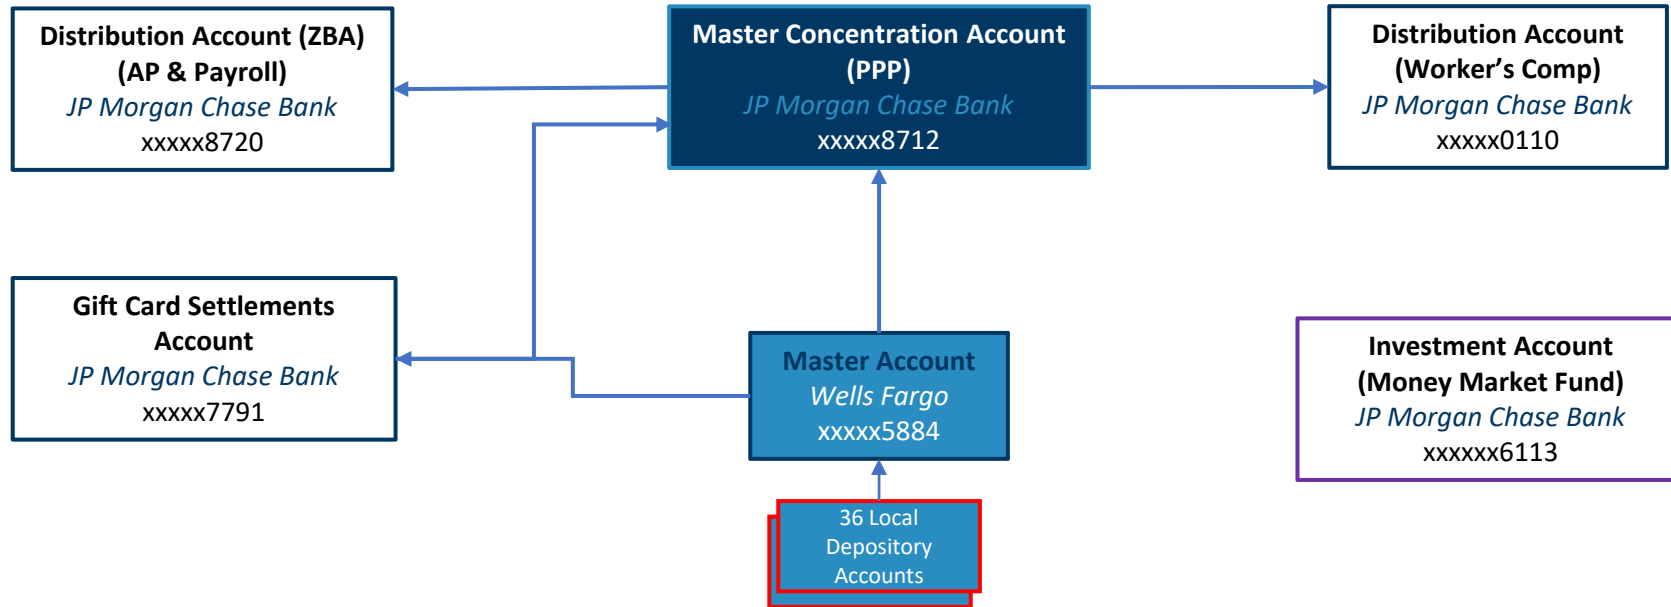 Distribution Account (ZBA)
(AP & Payroll)
JP Morgan Chase Bank
xxxxx8720
Master Concentration Account
(PPP)
JP Morgan Chase Bank
xxxxx8712
Distribution Account
(Worker’s Comp)
JP Morgan Chase Bank
xxxxx0110
Gift Card Settlements
Account
JP Morgan Chase Bank
xxxxx7791
Master Account
Wells Fargo
xxxxx5884
Investment Account
(Money Market Fund)
JP Morgan Chase Bank
xxxxxx6113
36 Local
Depository
Accounts